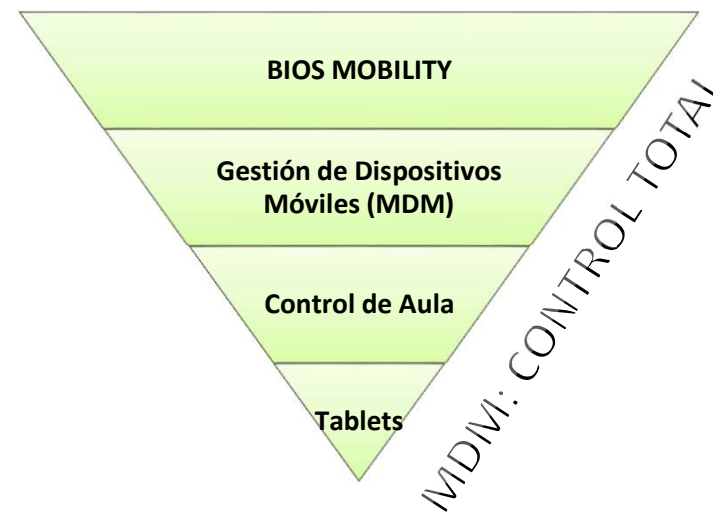 BIOS MOBILITY
Gestión de Dispositivos
Móviles (MDM)
Control de Aula
Tablets
MDM: CONTROL TOTAL